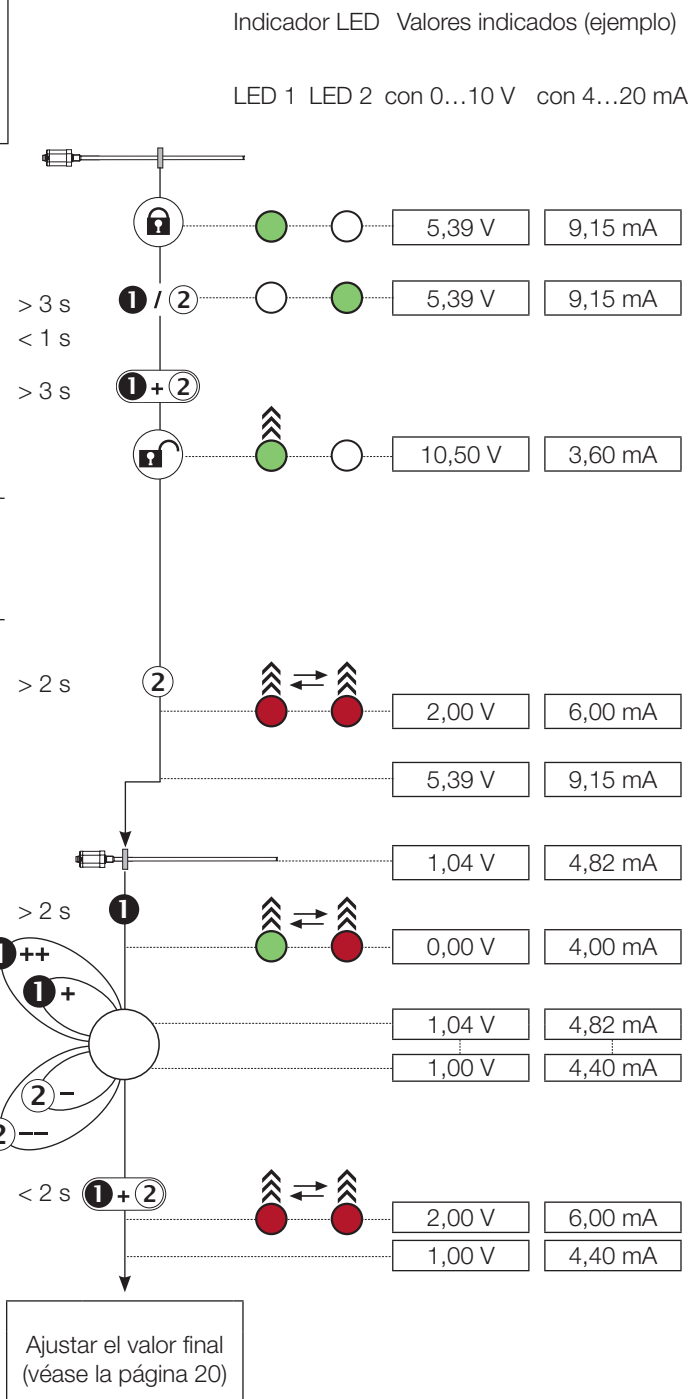 Indicador LED Valores indicados (ejemplo)
LED 1 LED 2 con 0…10 V con 4…20 mA
5,39 V 9,15 mA
> 3 s 1 / 2 5,39 V 9,15 mA
< 1 s
> 3 s 1 + 2
10,50 V 3,60 mA
> 2 s 2
2,00 V 6,00 mA
5,39 V 9,15 mA
1,04 V 4,82 mA
> 2 s 1
0,00 V 4,00 mA
1 ++
1 +
1,04 V 4,82 mA
1,00 V 4,40 mA
2 –
2 ––
< 2 s 1 + 2
2,00 V 6,00 mA
1,00 V 4,40 mA
Ajustar el valor final
(véase la página 20)